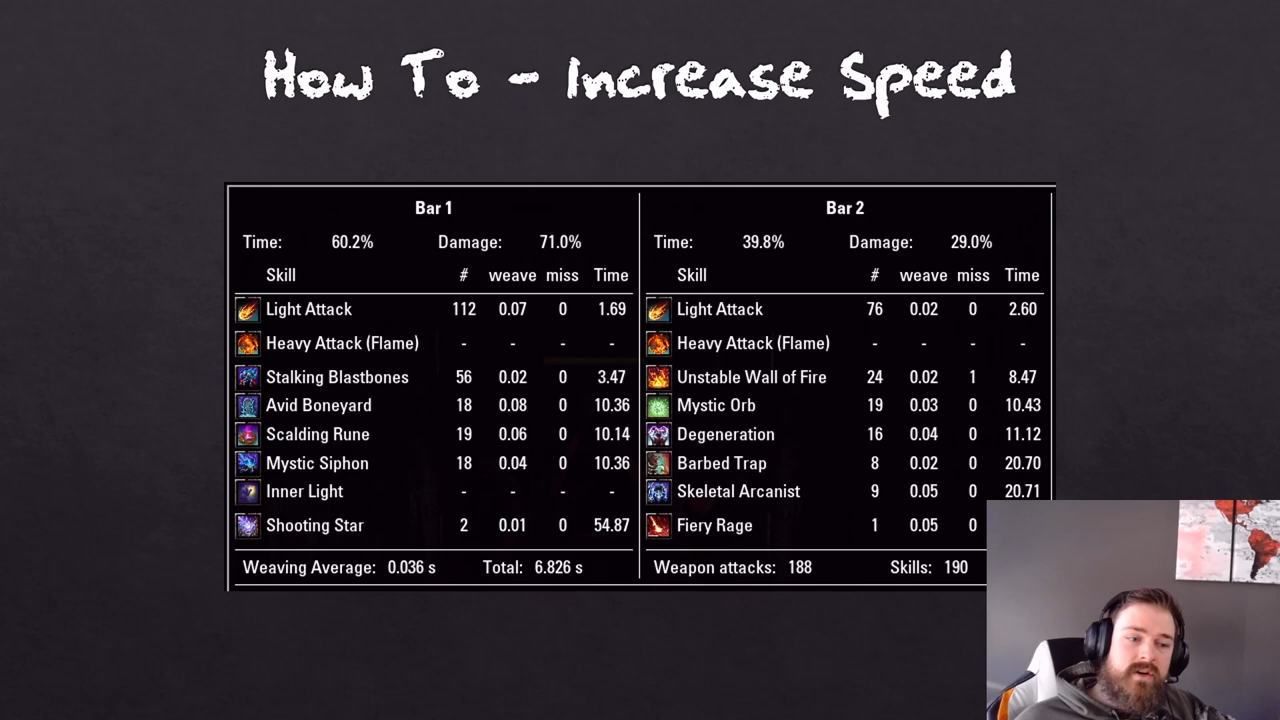 How To - Increase Speed
Bar 1
Time: 60.2% Damage: 71.0%
Skill # weave miss Time
Light Attack 112 0.07 0 1.69
Heavy Attack (Flame) - - - -
Stalking Blastbones 56 0.02 0 3.47
Avid Boneyard 18 0.08 0 10.36
Scalding Rune 19 0.06 0 10.14
Mystic Siphon 18 0.04 0 10.36
Inner Light - - - -
Shooting Star 2 0.01 0 54.87
Weaving Average: 0.036 s Total: 6.826 s
Bar 2
Time: 39.8% Damage: 29.0%
Skill # weave miss Time
Light Attack 76 0.02 0 2.60
Heavy Attack (Flame) - - - -
Unstable Wall of Fire 24 0.02 1 8.47
Mystic Orb 19 0.03 0 10.43
Degeneration 16 0.04 0 11.12
Barbed Trap 8 0.02 0 20.70
Skeletal Arcanist 9 0.05 0 20.71
Fiery Rage 1 0.05 0
Weapon attacks: 188 Skills: 190